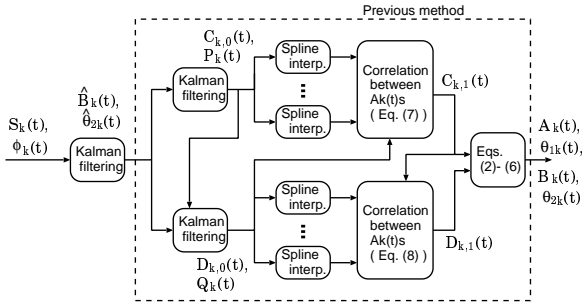 Previous method
C_{k,0}(t),
P_k(t)
Spline
interp.
Spline
interp.
Correlation
between
Ak(t)s
( Eq. (7) )
C_{k,1}(t)
Kalman
filtering
B̂_k(t),
θ̂_{2k}(t)
S_k(t),
ϕ_k(t)
Kalman
filtering
Eqs.
(2)- (6)
A_k(t),
θ_{1k}(t),
B_k(t),
θ_{2k}(t)
Kalman
filtering
D_{k,0}(t),
Q_k(t)
Spline
interp.
Spline
interp.
Correlation
between
Ak(t)s
( Eq. (8) )
D_{k,1}(t)